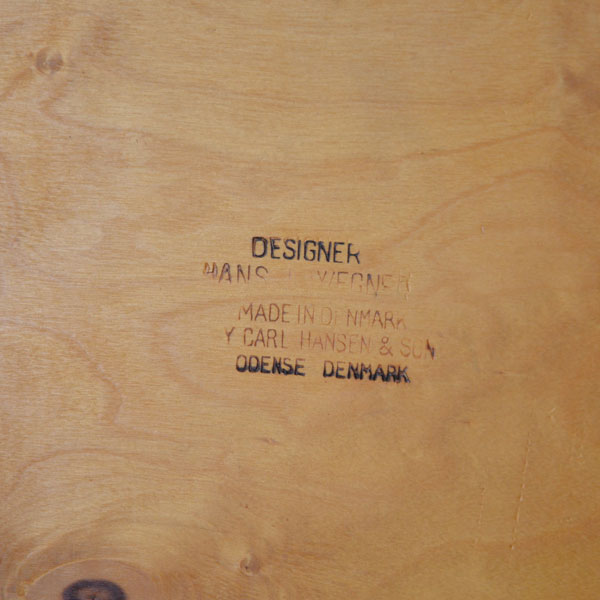 DESIGNER
HANS J. WEGNER
MADE IN DENMARK
Y CARL HANSEN & SON
ODENSE DENMARK